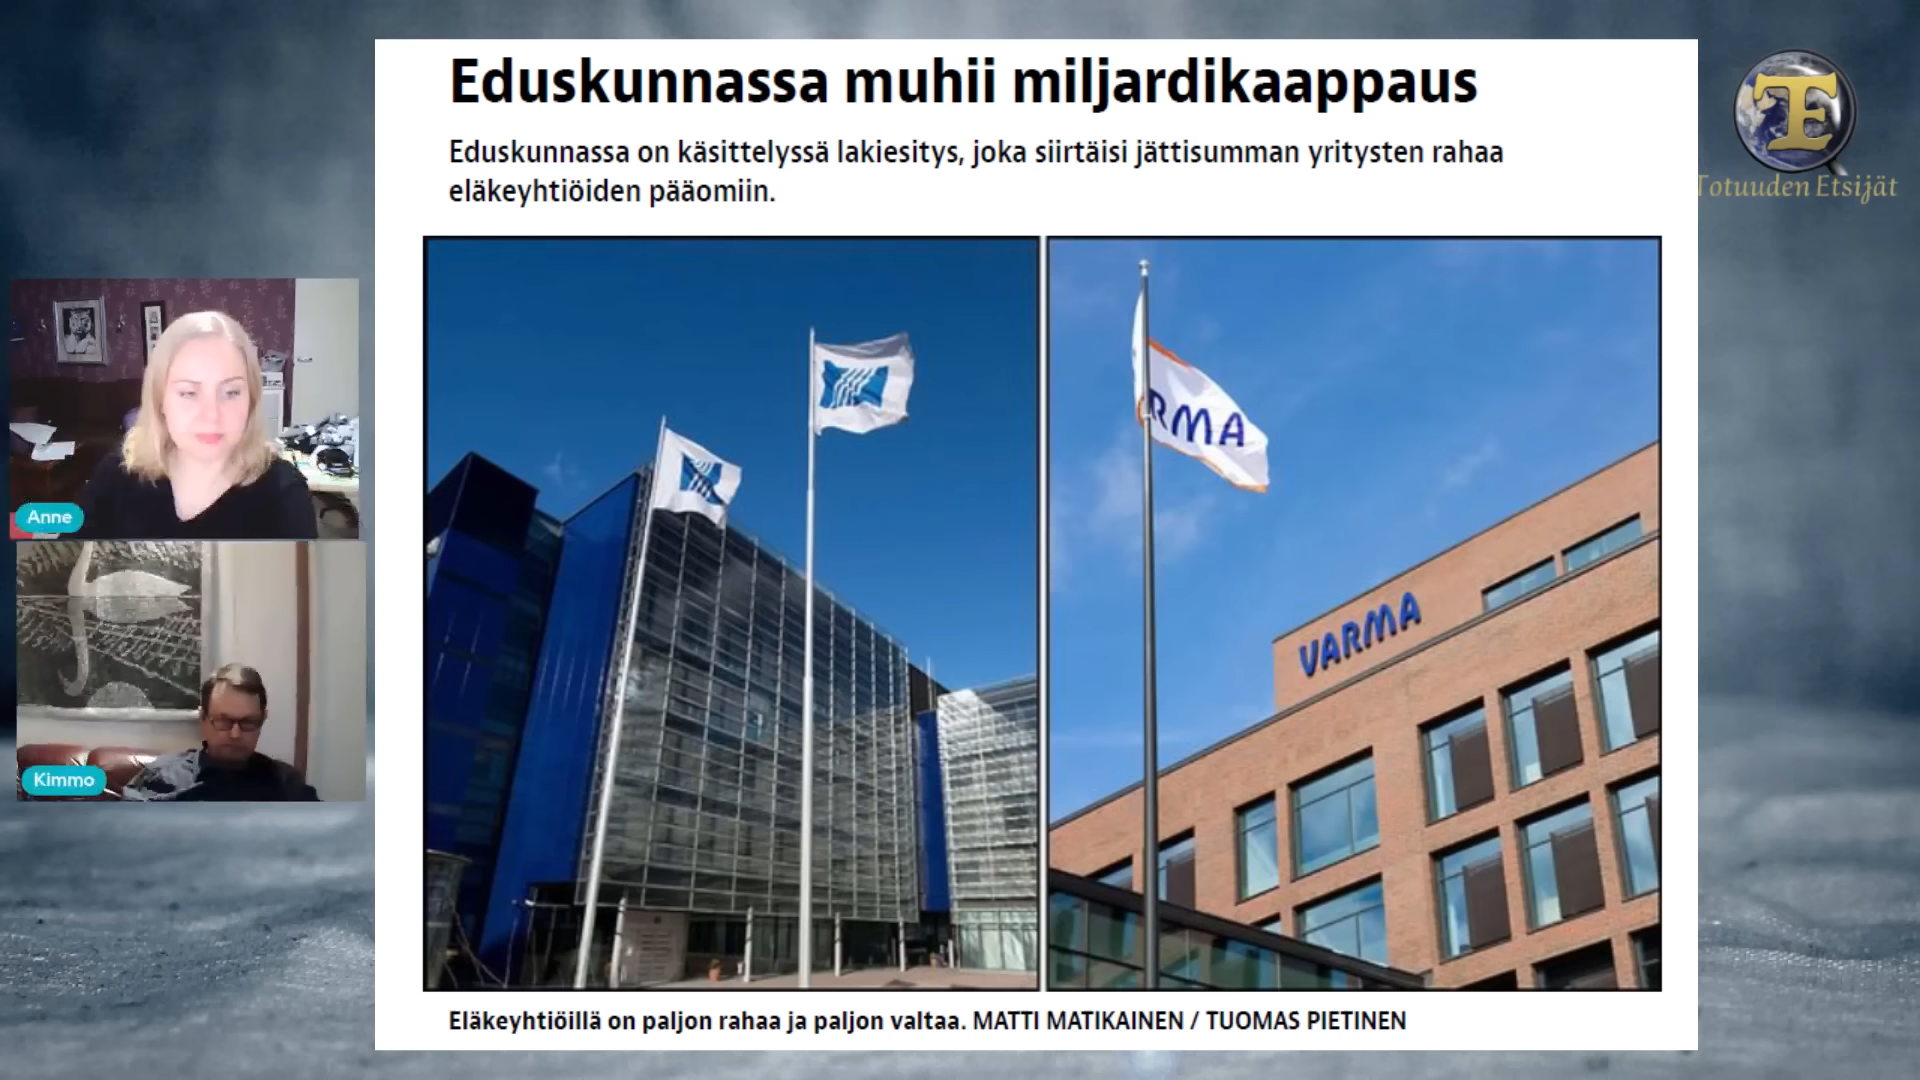 Eduskunnassa muhii miljardikaappaus
Eduskunnassa on käsittelyssä lakiesitys, joka siirtäisi jättisumman yritysten rahaa
eläkeyhtiöiden pääomiin.
TE
Totuuden Etsijät
RMA
VARMA
Anne
Kimmo
Eläkeyhtiöillä on paljon rahaa ja paljon valtaa. MATTI MATIKAINEN / TUOMAS PIETINEN